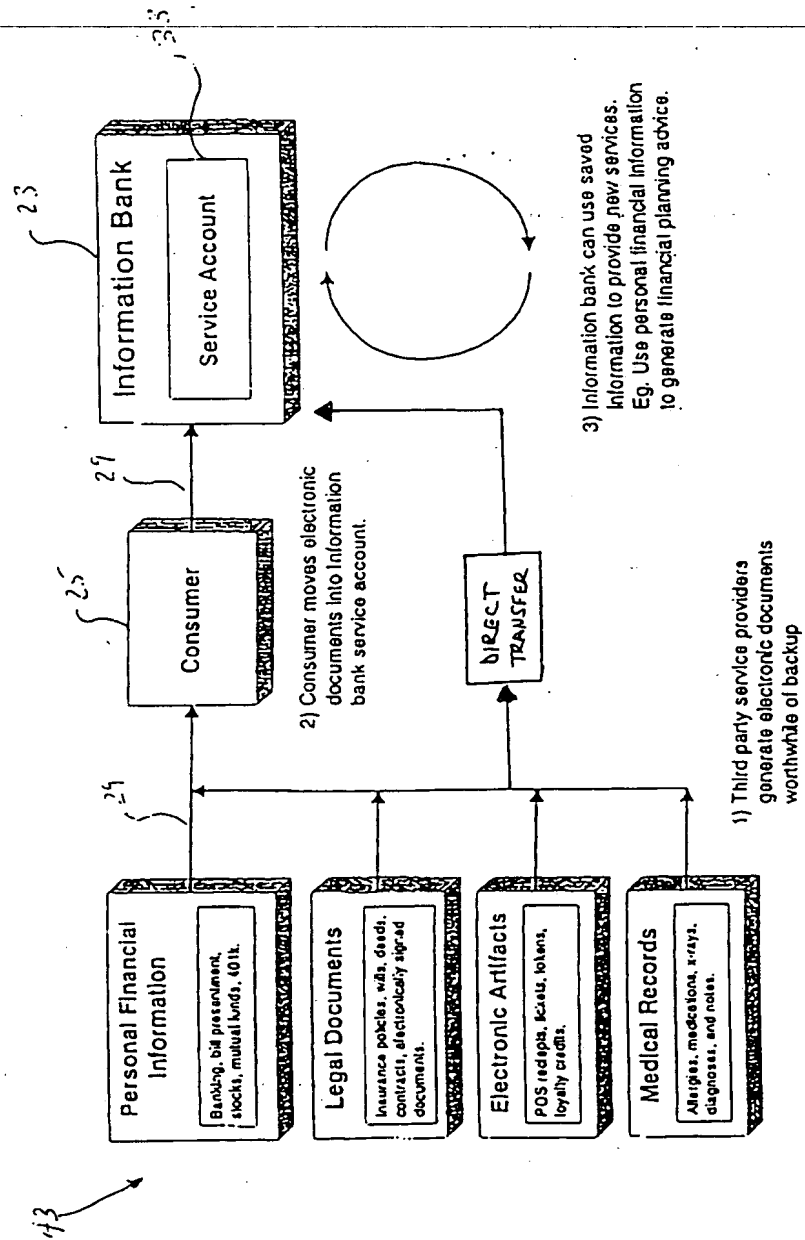 43
Personal Financial
Information
Banking, bill presentment,
stocks, mutual funds, 401k.
Legal Documents
Insurance policies, wills, deeds,
contracts, electronically signed
documents.
Electronic Artifacts
POS reciepts, tickets, tokens,
loyalty credits.
Medical Records
Allergies, medications, x-rays,
diagnoses, and notes.
1) Third party service providers
generate electronic documents
worthwhile of backup
29
25
Consumer
2) Consumer moves electronic
documents into information
bank service account.
DIRECT
TRANSFER
29
23
Information Bank
Service Account
3) Information bank can use saved
information to provide new services.
Eg. Use personal financial information
to generate financial planning advice.